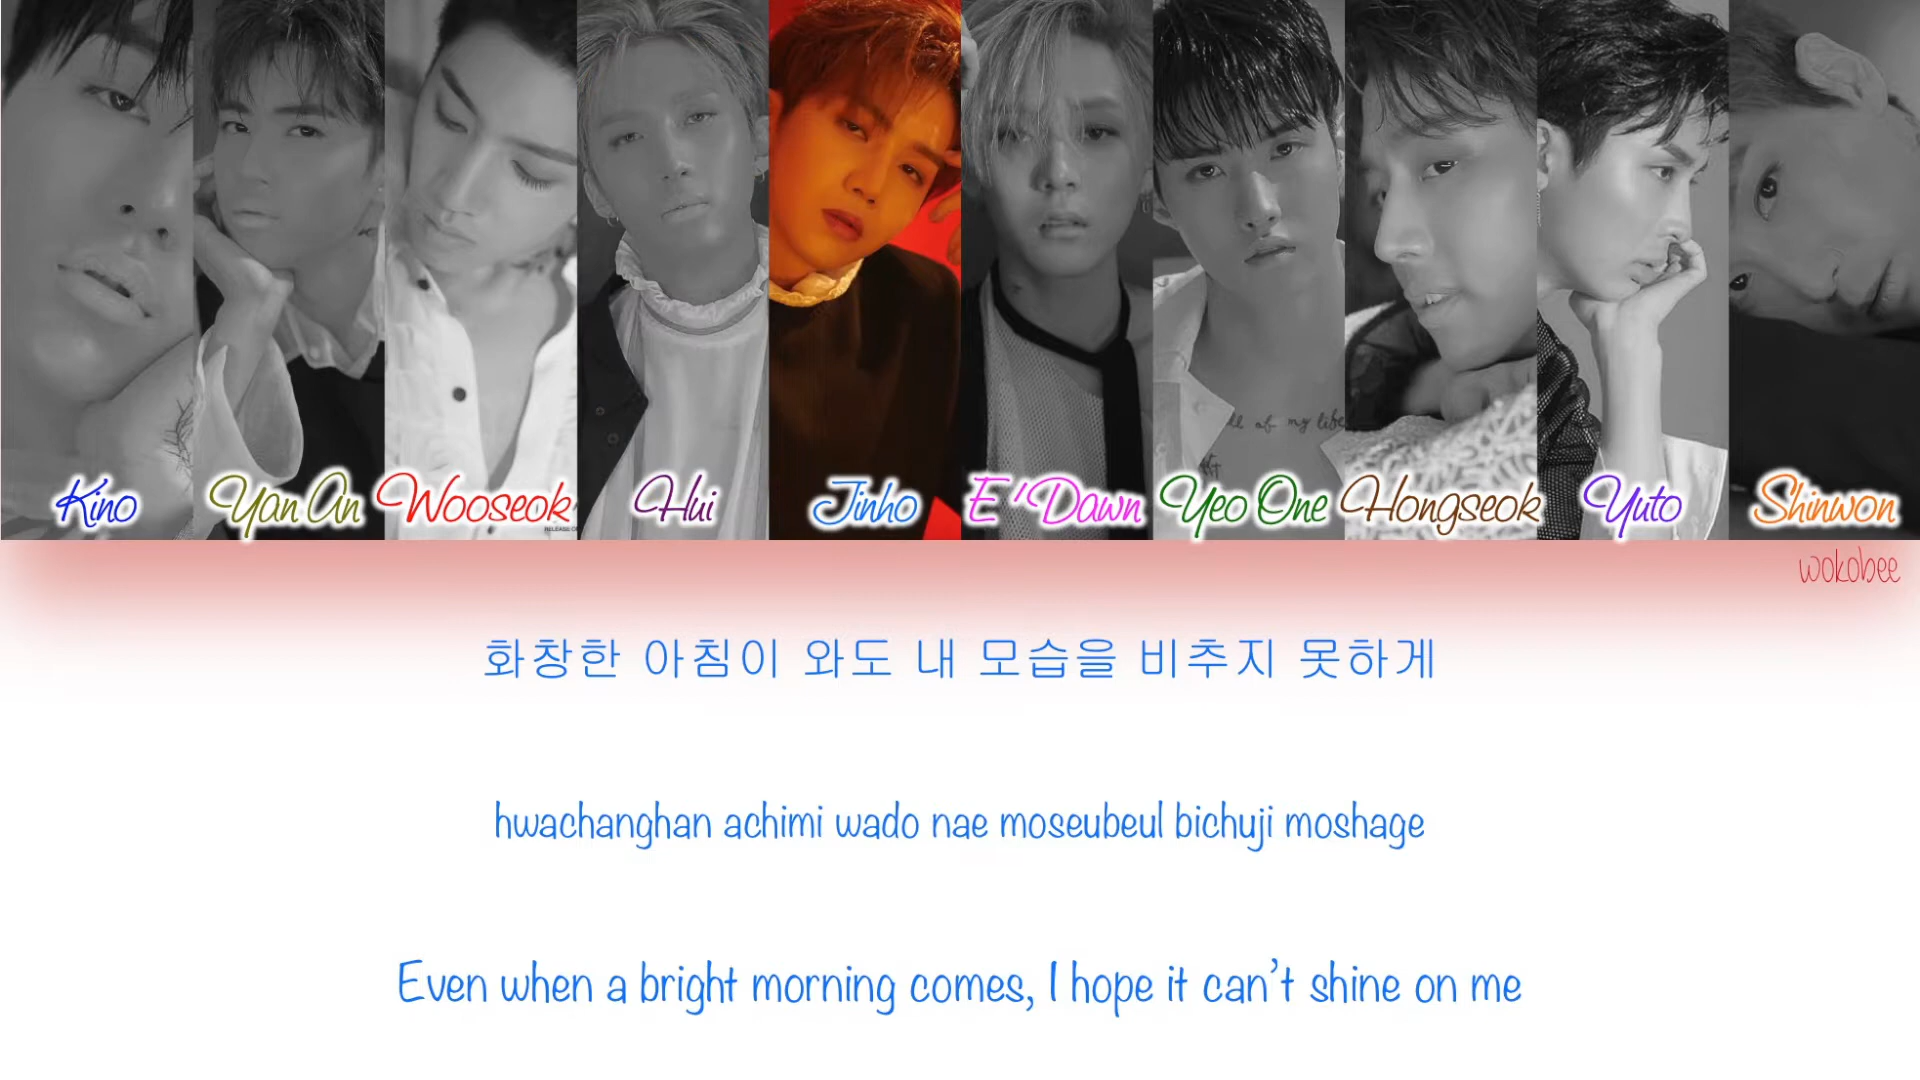 Kino Yan An Wooseok Hui Jinho E'Dawn Yeo One Hongseok Yuto Shinwon
wokobee
화창한 아침이 와도 내 모습을 비추지 못하게
hwachanghan achimi wado nae moseubeul bichuji moshage
Even when a bright morning comes, I hope it can’t shine on me